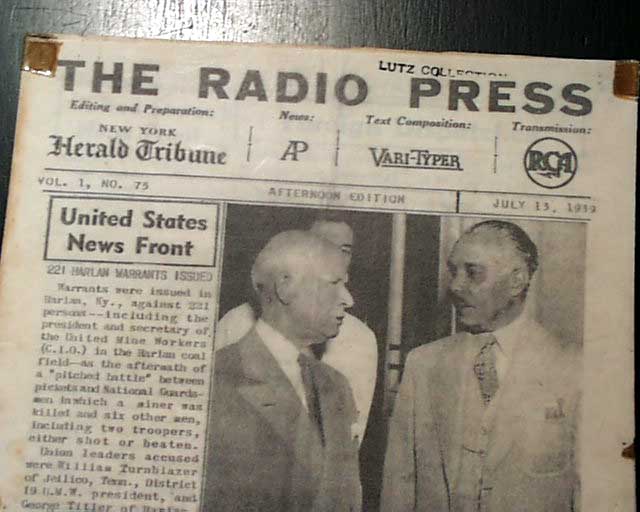 LUTZ COLLECTION
THE RADIO PRESS
Editing and Preparation:
NEW YORK
Herald Tribune
News:
AP
Text Composition:
VARI-TYPER
Transmission:
RCA
VOL. 1, NO. 75
AFTERNOON EDITION
JULY 13, 1939
United States
News Front
221 HARLAN WARRANTS ISSUED
Warrants were issued in
Harlan, Ky., against 221
persons--including the
president and secretary of
the United Mine Workers
(C.I.O.) in the Harlan coal
field--as the aftermath of
a "pitched battle" between
pickets and National Guards-
men in which a miner was
killed and six other men,
including two troopers,
either shot or beaten.
Union leaders accused
were William Turnblazer
of Jellico, Tenn., District
19 U.M.W. president, and
George Titler of Harlan